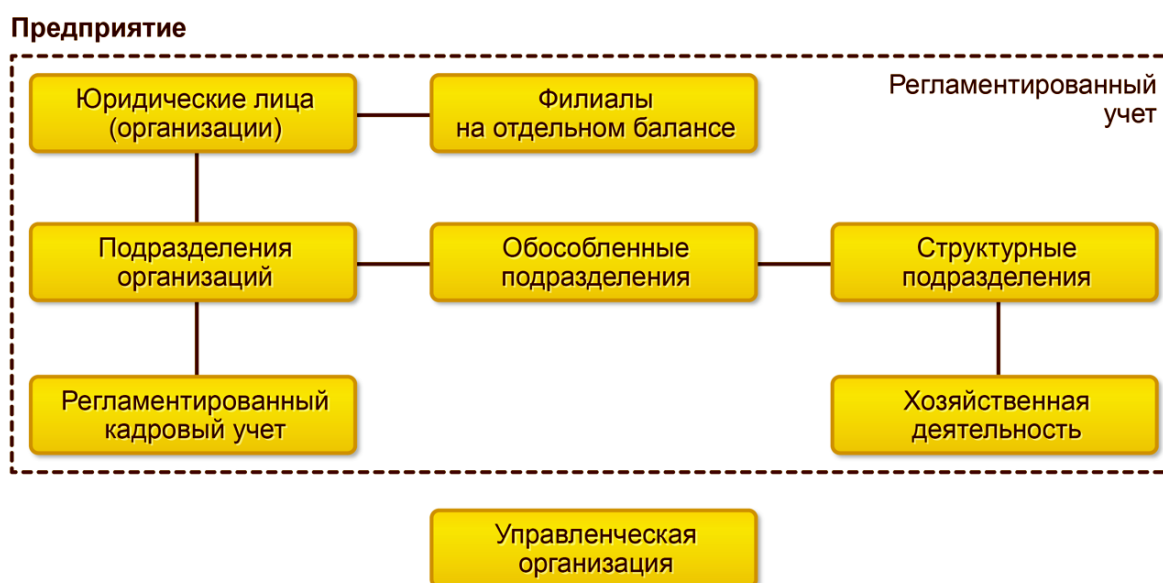 Предприятие
Юридические лица
(организации)
Филиалы
на отдельном балансе
Регламентированный
учет
Подразделения
организаций
Обособленные
подразделения
Структурные
подразделения
Регламентированный
кадровый учет
Хозяйственная
деятельность
Управленческая
организация